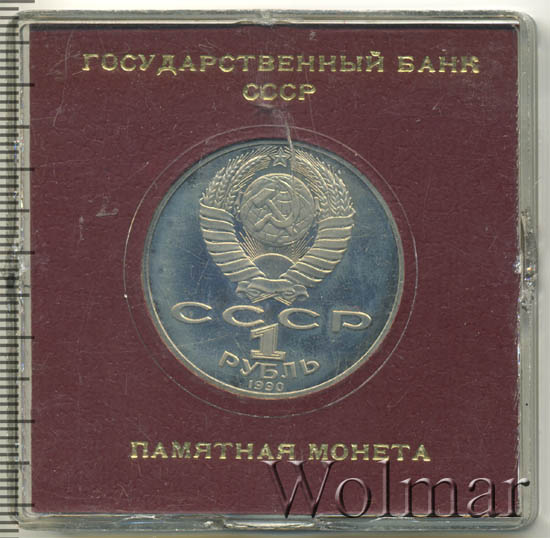 ГОСУДАРСТВЕННЫЙ БАНК
СССР
СССР
1
РУБЛЬ
1990
ПАМЯТНАЯ МОНЕТА
Wolmar